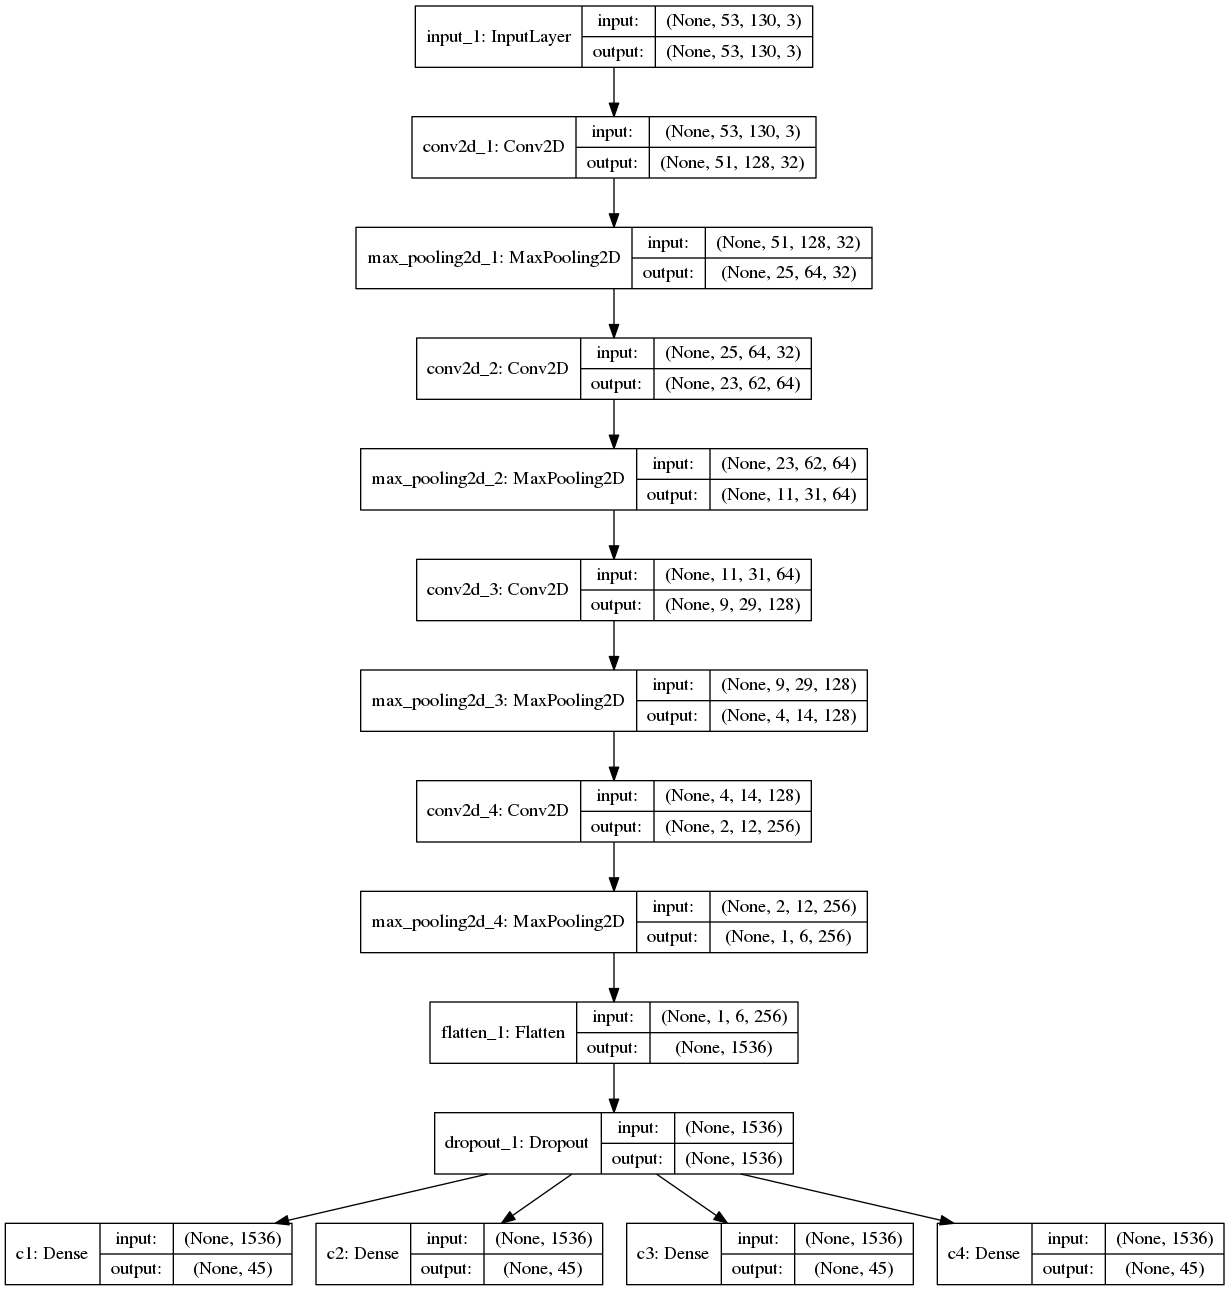 input_1: InputLayer
input: (None, 53, 130, 3)
output: (None, 53, 130, 3)
conv2d_1: Conv2D
input: (None, 53, 130, 3)
output: (None, 51, 128, 32)
max_pooling2d_1: MaxPooling2D
input: (None, 51, 128, 32)
output: (None, 25, 64, 32)
conv2d_2: Conv2D
input: (None, 25, 64, 32)
output: (None, 23, 62, 64)
max_pooling2d_2: MaxPooling2D
input: (None, 23, 62, 64)
output: (None, 11, 31, 64)
conv2d_3: Conv2D
input: (None, 11, 31, 64)
output: (None, 9, 29, 128)
max_pooling2d_3: MaxPooling2D
input: (None, 9, 29, 128)
output: (None, 4, 14, 128)
conv2d_4: Conv2D
input: (None, 4, 14, 128)
output: (None, 2, 12, 256)
max_pooling2d_4: MaxPooling2D
input: (None, 2, 12, 256)
output: (None, 1, 6, 256)
flatten_1: Flatten
input: (None, 1, 6, 256)
output: (None, 1536)
dropout_1: Dropout
input: (None, 1536)
output: (None, 1536)
c1: Dense
input: (None, 1536)
output: (None, 45)
c2: Dense
input: (None, 1536)
output: (None, 45)
c3: Dense
input: (None, 1536)
output: (None, 45)
c4: Dense
input: (None, 1536)
output: (None, 45)